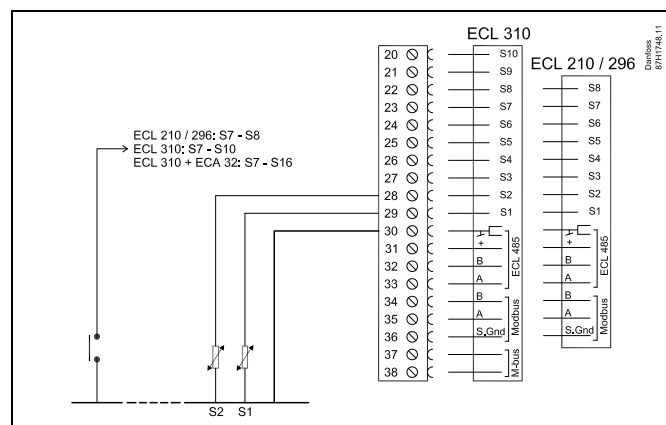 ECL 310
ECL 210 / 296
Danfoss
87H1748.11
ECL 210 / 296: S7 - S8
ECL 310: S7 - S10
ECL 310 + ECA 32: S7 - S16
20 S10
21 S9
22 S8 S8
23 S7 S7
24 S6 S6
25 S5 S5
26 S4 S4
27 S3 S3
28 S2 S2
29 S1 S1
30
31 + +
32 B B
33 A A
ECL 485
ECL 485
34 B B
35 A A
36 S.Gnd S.Gnd
Modbus
Modbus
37
38
M-bus
S2 S1